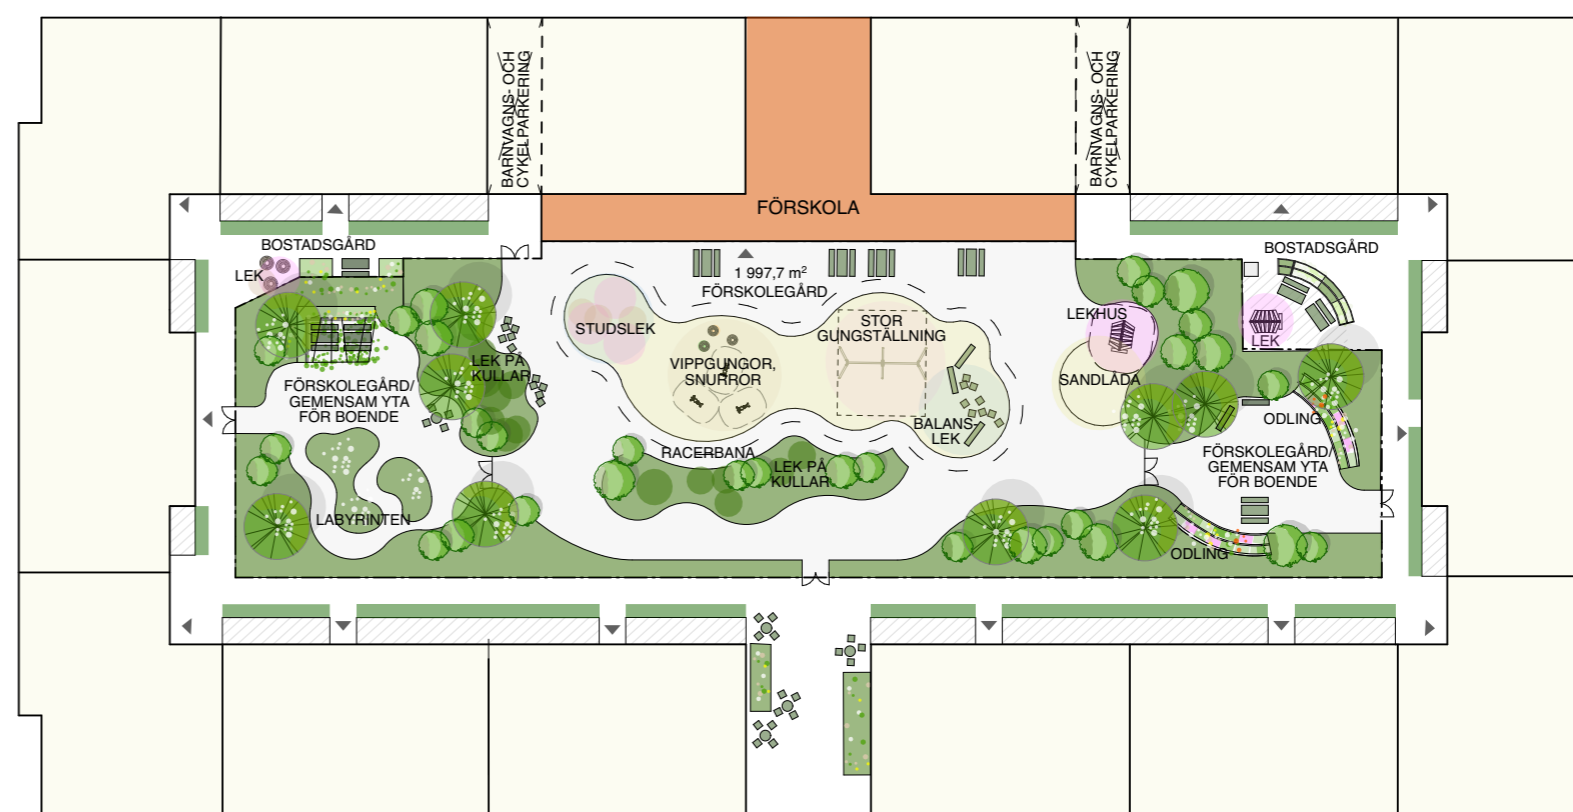 BARNVAGNS- OCH
CYKELPARKERING
BARNVAGNS- OCH
CYKELPARKERING
FÖRSKOLA
BOSTADSGÅRD
LEK
1 997,7 m²
FÖRSKOLEGÅRD
BOSTADSGÅRD
LEK
STUDSLEK
STOR
GUNGSTÄLLNING
LEKHUS
LEK PÅ
KULLAR
VIPPGUNGOR,
SNURROR
SANDLÅDA
FÖRSKOLEGÅRD/
GEMENSAM YTA
FÖR BOENDE
BALANS-
LEK
ODLING
RACERBANA
LEK PÅ
KULLAR
FÖRSKOLEGÅRD/
GEMENSAM YTA
FÖR BOENDE
LABYRINTEN
ODLING